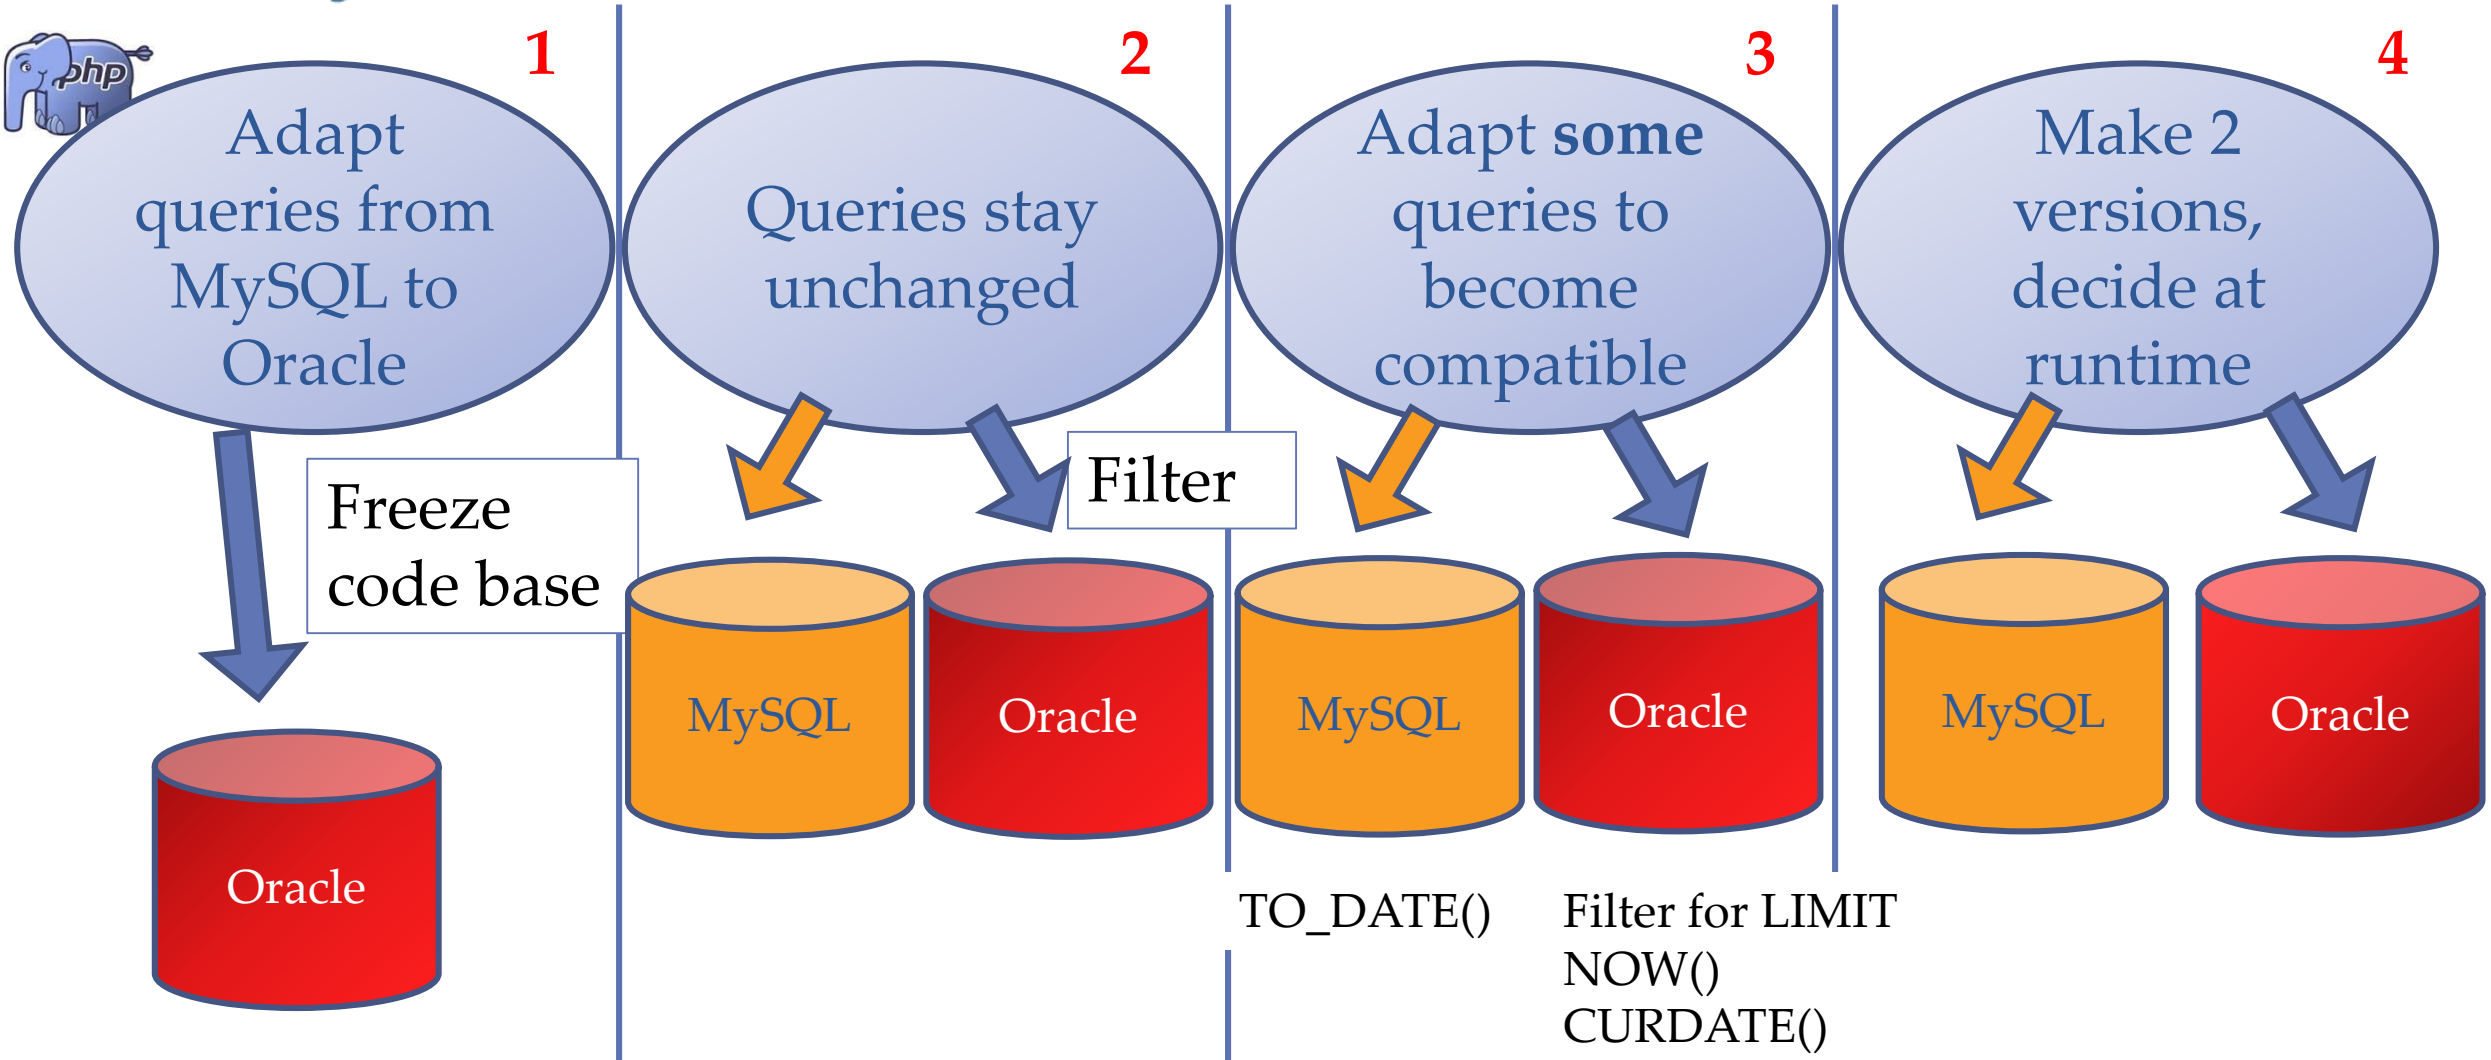 php
1
Adapt
queries from
MySQL to
Oracle
Freeze
code base
Oracle
2
Queries stay
unchanged
Filter
MySQL
Oracle
3
Adapt some
queries to
become
compatible
MySQL
Oracle
TO_DATE()
Filter for LIMIT
NOW()
CURDATE()
4
Make 2
versions,
decide at
runtime
MySQL
Oracle